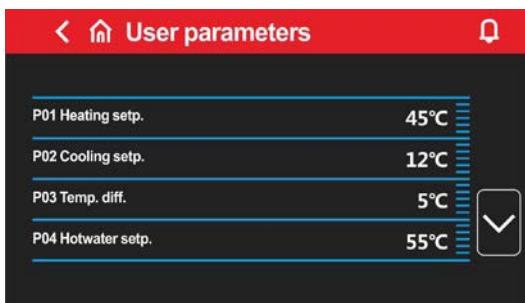 User parameters
P01 Heating setp. 45°C
P02 Cooling setp. 12°C
P03 Temp. diff. 5°C
P04 Hotwater setp. 55°C